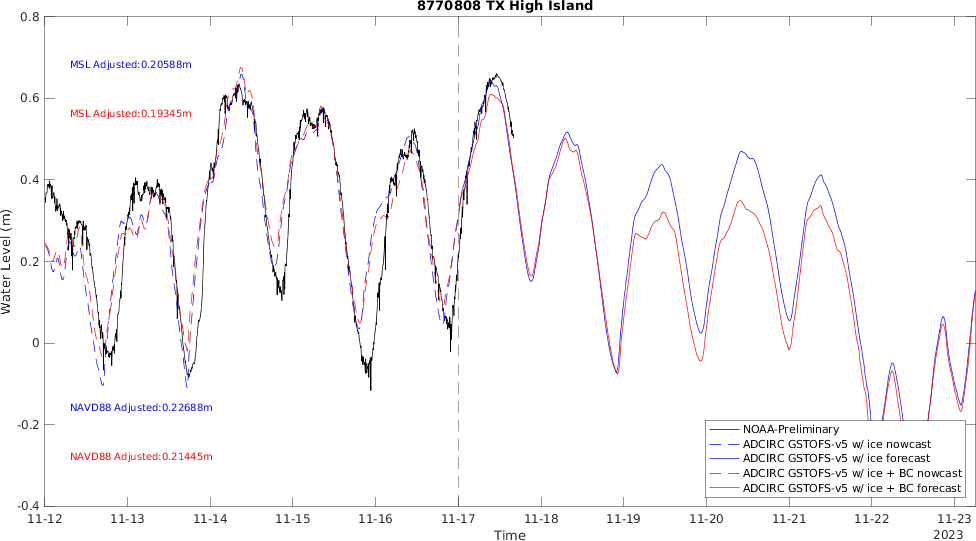 8770808 TX High Island
0.8
0.6
0.4
0.2
0
-0.2
-0.4
Water Level (m)
MSL Adjusted:0.20588m
MSL Adjusted:0.19345m
NAVD88 Adjusted:0.22688m
NAVD88 Adjusted:0.21445m
NOAA-Preliminary
ADCIRC GSTOFS-v5 w/ ice nowcast
ADCIRC GSTOFS-v5 w/ ice forecast
ADCIRC GSTOFS-v5 w/ ice + BC nowcast
ADCIRC GSTOFS-v5 w/ ice + BC forecast
11-12 11-13 11-14 11-15 11-16 11-17 11-18 11-19 11-20 11-21 11-22 11-23
Time
2023